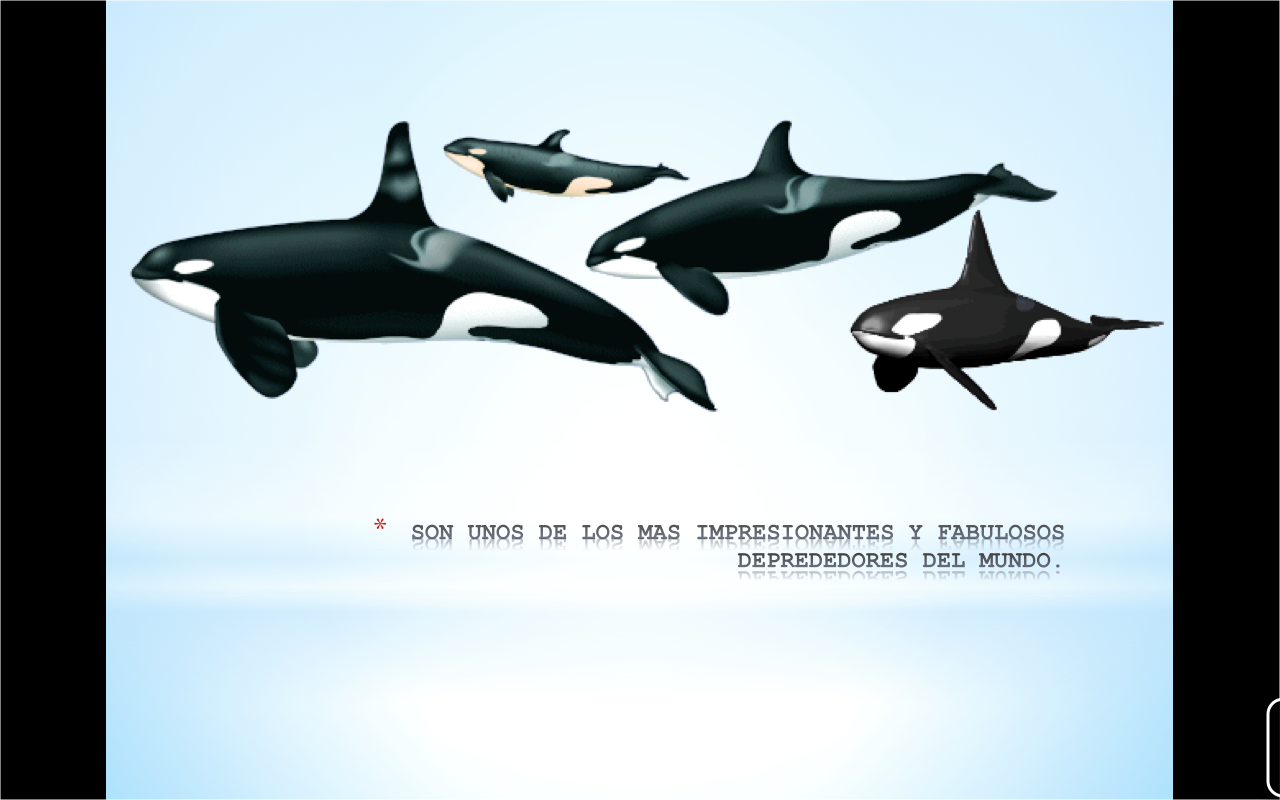 * SON UNOS DE LOS MAS IMPRESIONANTES Y FABULOSOS
DEPREDEDORES DEL MUNDO.